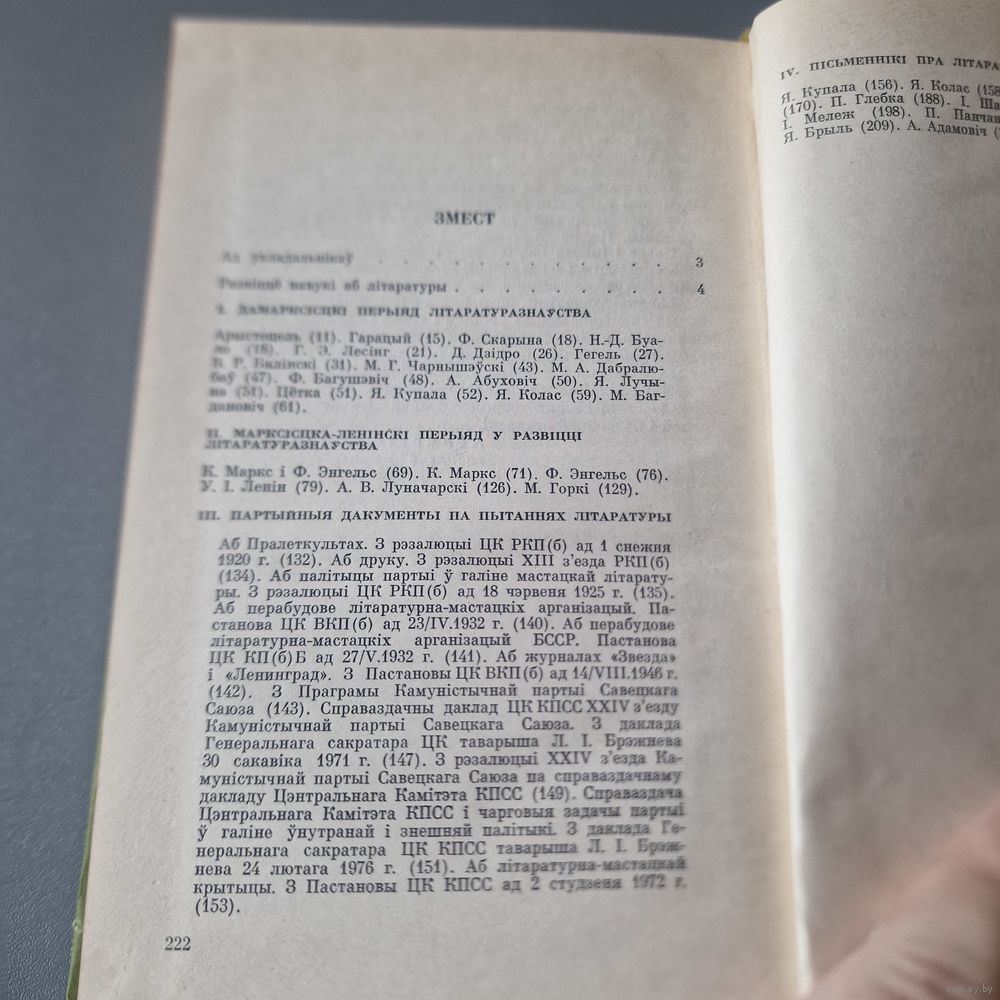 ЗМЕСТ
Ад укладальнікаў . . . . . . . . . . . 3
Развіццё навукі аб літаратуры . . . . . . . . . 4
I. ДАМАРКСІСЦКІ ПЕРЫЯД ЛІТАРАТУРАЗНАЎСТВА
Арыстоцель (11). Гарацый (15). Ф. Скарына (18). Н.-Д. Буа-
ло (18). Г. Э. Лесінг (21). Д. Дзідро (26). Гегель (27).
В. Р. Бялінскі (31). М. Г. Чарнышэўскі (43). М. А. Дабралю-
баў (47). Ф. Багушэвіч (48). А. Абуховіч (50). Я. Лучы-
на (51). Цётка (51). Я. Купала (52). Я. Колас (59). М. Баг-
дановіч (61).
II. МАРКСІСЦКА-ЛЕНІНСКІ ПЕРЫЯД У РАЗВІЦЦІ
ЛІТАРАТУРАЗНАЎСТВА
К. Маркс і Ф. Энгельс (69). К. Маркс (71). Ф. Энгельс (76).
У. І. Ленін (79). А. В. Луначарскі (126). М. Горкі (129).
III. ПАРТЫЙНЫЯ ДАКУМЕНТЫ ПА ПЫТАННЯХ ЛІТАРАТУРЫ
Аб Пралеткультах. З рэзалюцыі ЦК РКП(б) ад 1 снежня
1920 г. (132). Аб друку. З рэзалюцыі XIII з'езда РКП(б)
(134). Аб палітыцы партыі ў галіне мастацкай літарату-
ры. З рэзалюцыі ЦК РКП(б) ад 18 чэрвеня 1925 г. (135).
Аб перабудове літаратурна-мастацкіх арганізацый. Па-
станова ЦК ВКП(б) ад 23/IV.1932 г. (140). Аб перабудове
літаратурна-мастацкіх арганізацый БССР. Пастанова
ЦК КП(б)Б ад 27/V.1932 г. (141). Аб журналах «Звезда»
і «Ленинград». З Пастановы ЦК ВКП(б) ад 14/VIII.1946 г.
(142). З Праграмы Камуністычнай партыі Савецкага
Саюза (143). Справаздачны даклад ЦК КПСС XXIV з'езду
Камуністычнай партыі Савецкага Саюза. З даклада
Генеральнага сакратара ЦК таварыша Л. І. Брэжнева
30 сакавіка 1971 г. (147). З рэзалюцыі XXIV з'езда Ка-
муністычнай партыі Савецкага Саюза па справаздачнаму
дакладу Цэнтральнага Камітэта КПСС (149). Справаздача
Цэнтральнага Камітэта КПСС і чарговыя задачы партыі
ў галіне ўнутранай і знешняй палітыкі. З даклада Ге-
неральнага сакратара ЦК КПСС таварыша Л. І. Брэж-
нева 24 лютага 1976 г. (151). Аб літаратурна-мастацкай
крытыцы. З Пастановы ЦК КПСС ад 2 студзеня 1972 г.
(153).
222
IV. ПІСЬМЕННІКІ ПРА ЛІТАРА
Я. Купала (156). Я. Колас (158
(170). П. Глебка (188). І. Ша
І. Мележ (198). П. Панчан
Я. Брыль (209). А. Адамовіч (
www.ay.by